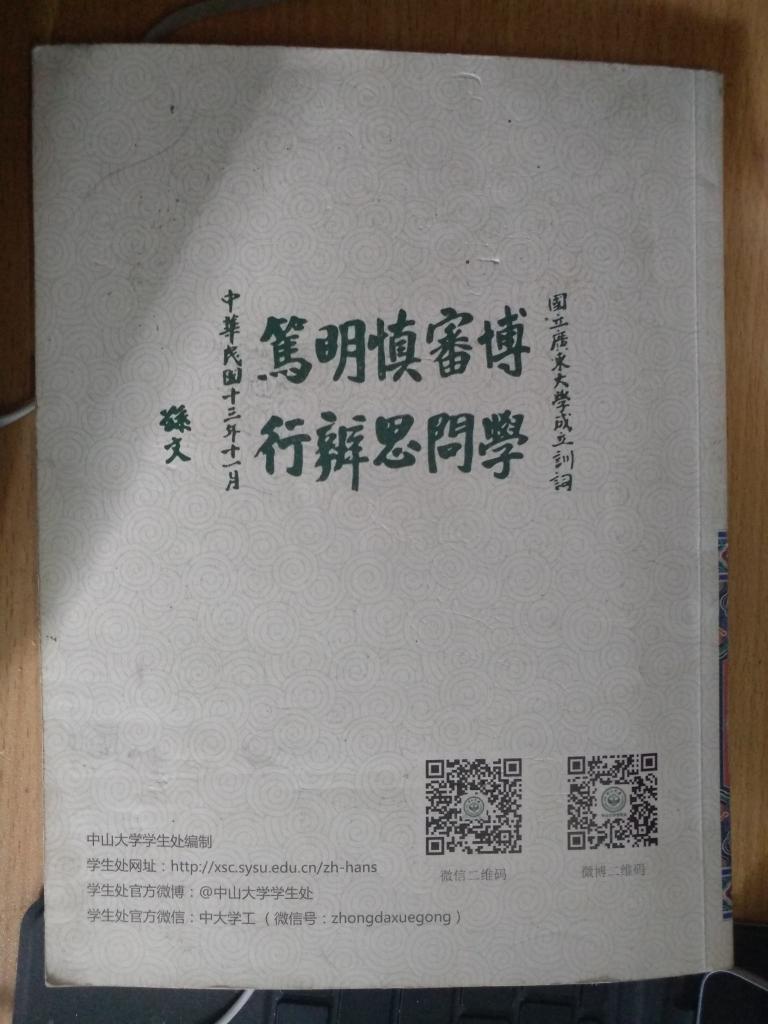 國立廣東大學成立訓詞
博學
審問
慎思
明辨
篤行
中華民國十三年十一月
孫文
微信二维码
微博二维码
中山大学学生处编制
学生处网址：http://xsc.sysu.edu.cn/zh-hans
学生处官方微博：@中山大学学生处
学生处官方微信：中大学工（微信号：zhongdaxuegong）